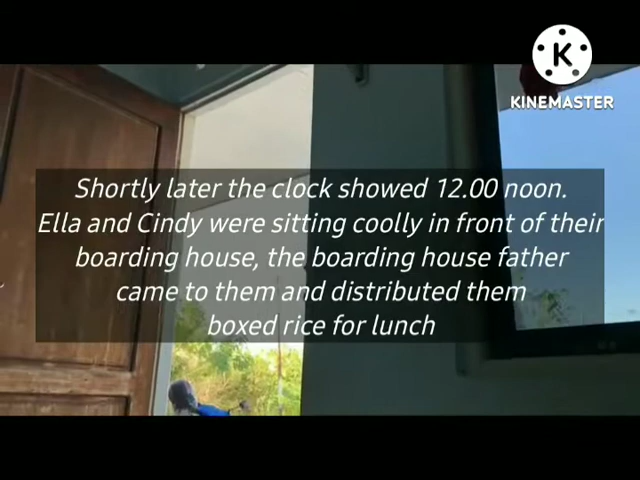 K
KINEMASTER
Shortly later the clock showed 12.00 noon.
Ella and Cindy were sitting coolly in front of their
boarding house, the boarding house father
came to them and distributed them
boxed rice for lunch